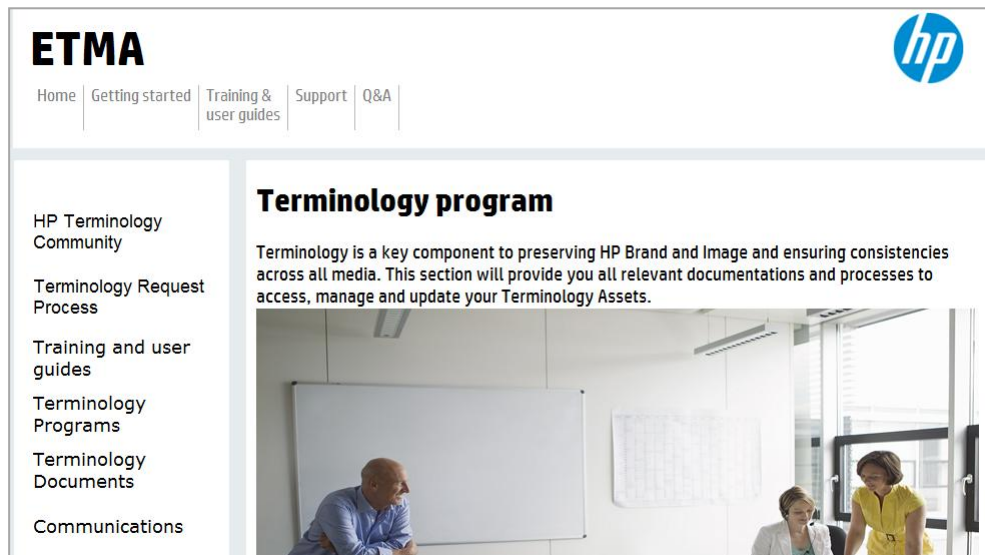 ETMA
hp
Home
Getting started
Training &
user guides
Support
Q&A
HP Terminology
Community
Terminology Request
Process
Training and user
guides
Terminology
Programs
Terminology
Documents
Communications
Terminology program
Terminology is a key component to preserving HP Brand and Image and ensuring consistencies
across all media. This section will provide you all relevant documentations and processes to
access, manage and update your Terminology Assets.